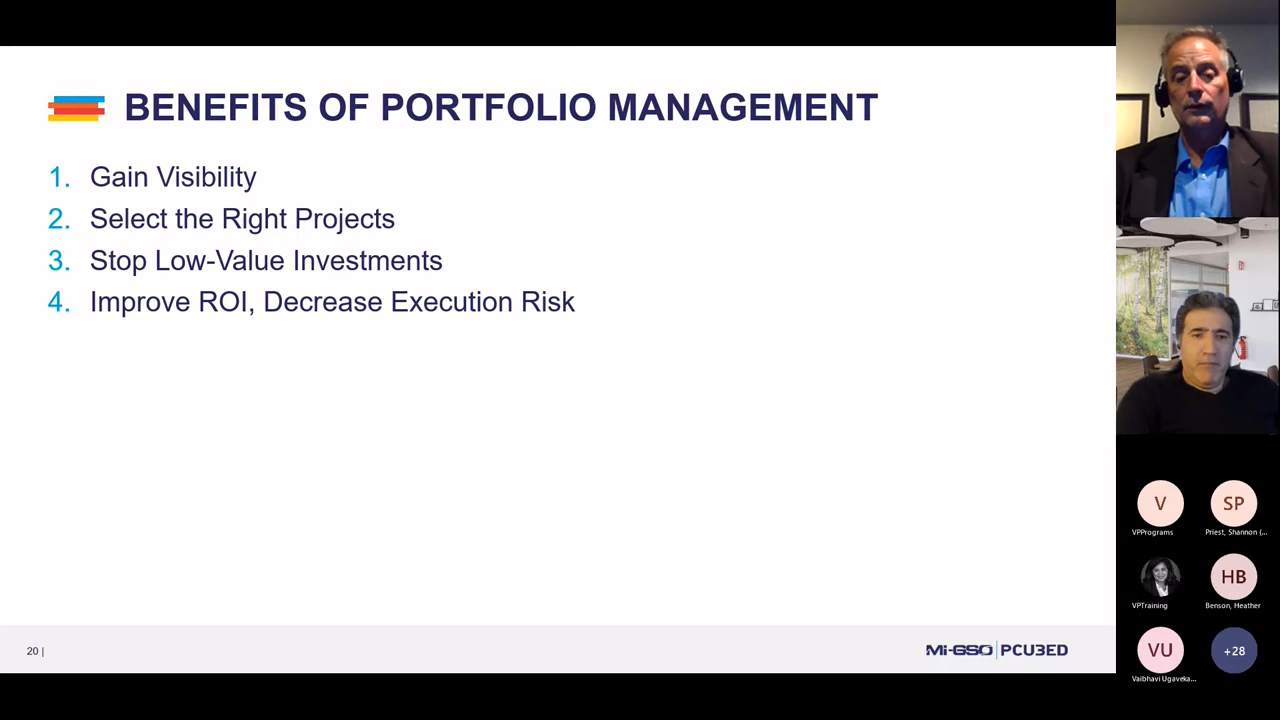 BENEFITS OF PORTFOLIO MANAGEMENT
1. Gain Visibility
2. Select the Right Projects
3. Stop Low-Value Investments
4. Improve ROI, Decrease Execution Risk
20 |
Mi-GSO | PCUBED
V
SP
VPPrograms
Priest, Shannon (...
HB
VPTraining
Benson, Heather
VU
+28
Vaibhavi Ugaveka...